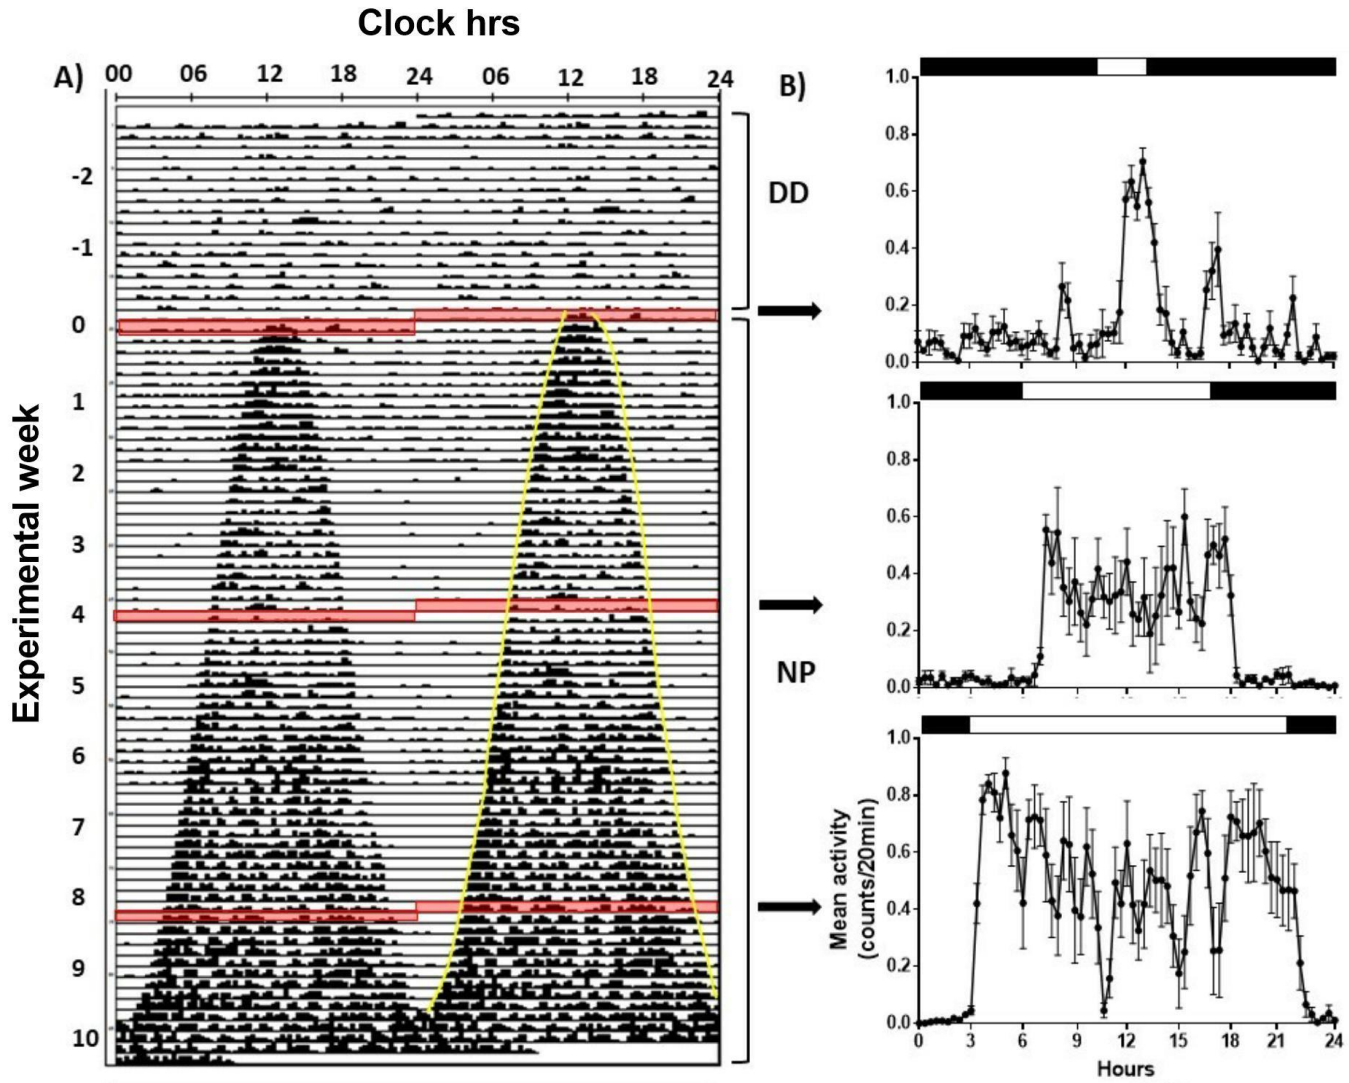 Clock hrs
A)
00 06 12 18 24 06 12 18 24
Experimental week
-2
-1
0
1
2
3
4
5
6
7
8
9
10
DD
NP
B)
1.0
0.8
0.6
0.4
0.2
0.0
1.0
0.8
0.6
0.4
0.2
0.0
Mean activity
(counts/20min)
1.0
0.8
0.6
0.4
0.2
0.0
0 3 6 9 12 15 18 21 24
Hours